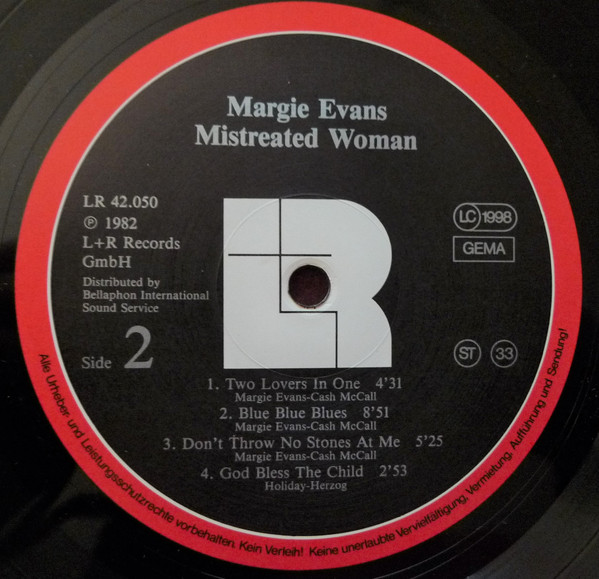 Margie Evans
Mistreated Woman
LR 42.050
Ⓟ 1982
L+R Records
GmbH
Distributed by
Bellaphon International
Sound Service
Side 2
LC 1998
GEMA
LR
ST 33
1. Two Lovers In One 4'31
Margie Evans-Cash McCall
2. Blue Blue Blues 8'51
Margie Evans-Cash McCall
3. Don't Throw No Stones At Me 5'25
Margie Evans-Cash McCall
4. God Bless The Child 2'53
Holiday-Herzog
Alle Urheber- und Leistungsschutzrechte vorbehalten. Kein Verleih! Keine unerlaubte Vervielfältigung, Vermietung, Aufführung und Sendung!